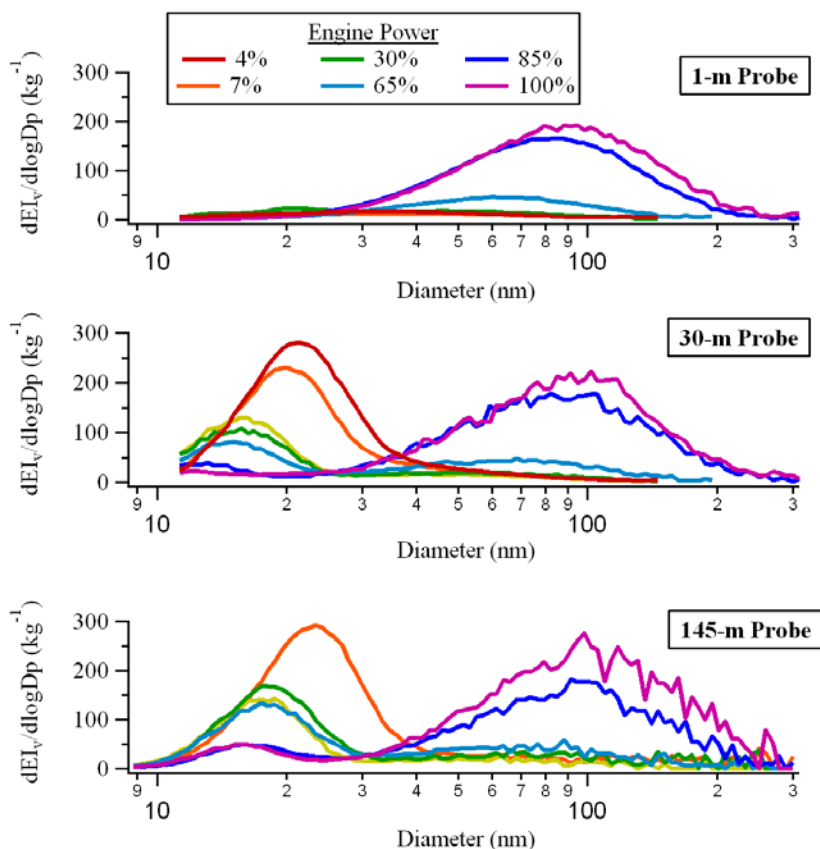 Engine Power
4% 30% 85%
7% 65% 100%
1-m Probe
dEIv/dlogDp (kg-1)
300
200
100
0
9 2 3 4 5 6 7 8 9 2 3
10 100
Diameter (nm)
30-m Probe
dEIv/dlogDp (kg-1)
300
200
100
0
9 2 3 4 5 6 7 8 9 2 3
10 100
Diameter (nm)
145-m Probe
dEIv/dlogDp (kg-1)
300
200
100
0
9 2 3 4 5 6 7 8 9 2 3
10 100
Diameter (nm)